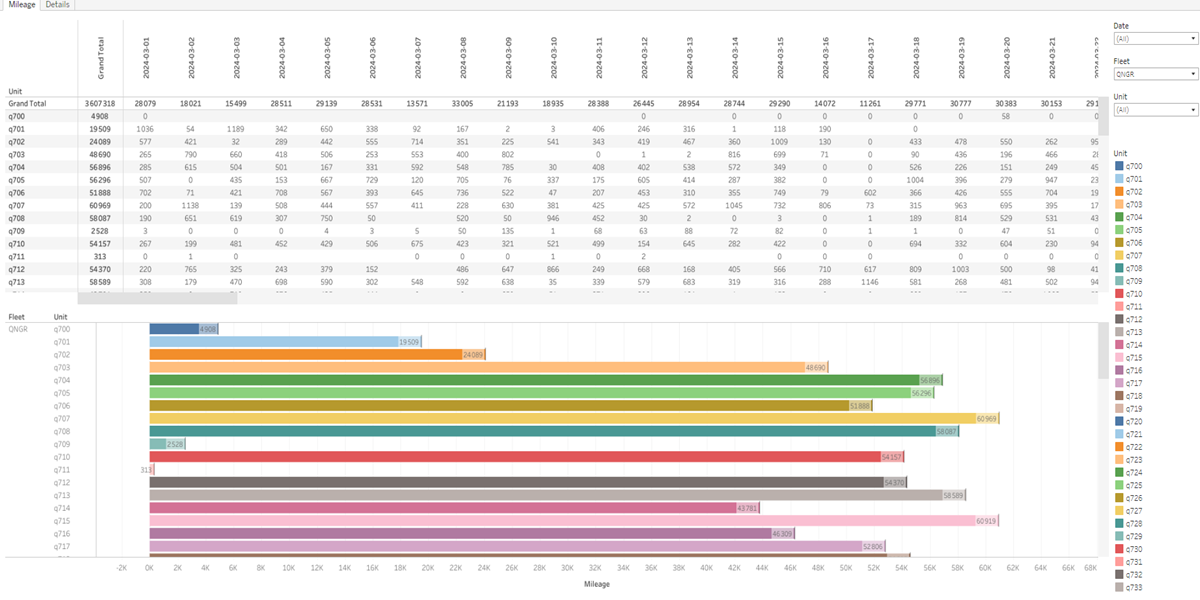 Mileage Details
Date
(All)
Fleet
QNGR
Unit
(All)
Unit Grand Total 2024-03-01 2024-03-02 2024-03-03 2024-03-04 2024-03-05 2024-03-06 2024-03-07 2024-03-08 2024-03-09 2024-03-10 2024-03-11 2024-03-12 2024-03-13 2024-03-14 2024-03-15 2024-03-16 2024-03-17 2024-03-18 2024-03-19 2024-03-20 2024-03-21
Grand Total 3607318 28079 18021 15499 28511 29139 28531 13571 33005 21193 18935 28388 26445 28954 28744 29290 14072 11261 29771 30777 30383 30153 291
q700 4908 0 0 0 0 0 0 0 0 58 0 0
q701 19509 1036 54 1189 342 650 338 92 167 2 3 406 246 316 1 118 190 0
q702 24089 577 421 32 289 442 555 714 351 225 541 343 419 467 360 1009 130 0 433 478 550 262 95
q703 48690 265 790 660 418 506 253 553 400 802 0 1 2 816 699 71 0 90 436 196 466
q704 56896 285 615 504 501 167 331 592 548 785 30 408 402 538 572 349 0 0 526 226 151 249 45
q705 56296 507 0 435 153 667 729 120 705 76 337 175 605 414 287 382 0 0 1004 396 279 947 23
q706 51888 702 71 421 708 567 393 645 736 522 47 207 453 310 355 749 79 602 366 426 555 704 19
q707 60969 200 1138 139 508 444 557 411 228 630 381 425 425 572 1045 732 806 73 315 963 695 395 17
q708 58087 190 651 619 307 750 50 520 50 946 452 30 2 0 3 0 1 189 814 529 531 43
q709 2528 3 0 0 0 4 3 5 50 135 1 68 63 88 72 82 0 1 1 0 47 51 0
q710 54157 267 199 481 452 429 506 675 423 321 521 499 154 645 282 422 0 0 694 332 604 230 94
q711 313 0 1 0 0 0 0 1 0 2
q712 54370 220 765 325 243 379 152 486 647 866 249 668 168 405 566 710 617 809 1003 500 98 41
q713 58589 308 179 470 698 590 302 548 592 638 35 339 579 683 319 316 288 1146 581 268 481 502 94
Fleet Unit
QNGR q700 4908
q701 19509
q702 24089
q703 48690
q704 56896
q705 56296
q706 51888
q707 60969
q708 58087
q709 2528
q710 54157
q711 313
q712 54370
q713 58589
q714 43781
q715 60919
q716 46309
q717 52806
-2K 0K 2K 4K 6K 8K 10K 12K 14K 16K 18K 20K 22K 24K 26K 28K 30K 32K 34K 36K 38K 40K 42K 44K 46K 48K 50K 52K 54K 56K 58K 60K 62K 64K 66K 68K
Mileage
Unit
q700
q701
q702
q703
q704
q705
q706
q707
q708
q709
q710
q711
q712
q713
q714
q715
q716
q717
q718
q719
q720
q721
q722
q723
q724
q725
q726
q727
q728
q729
q730
q731
q732
q733